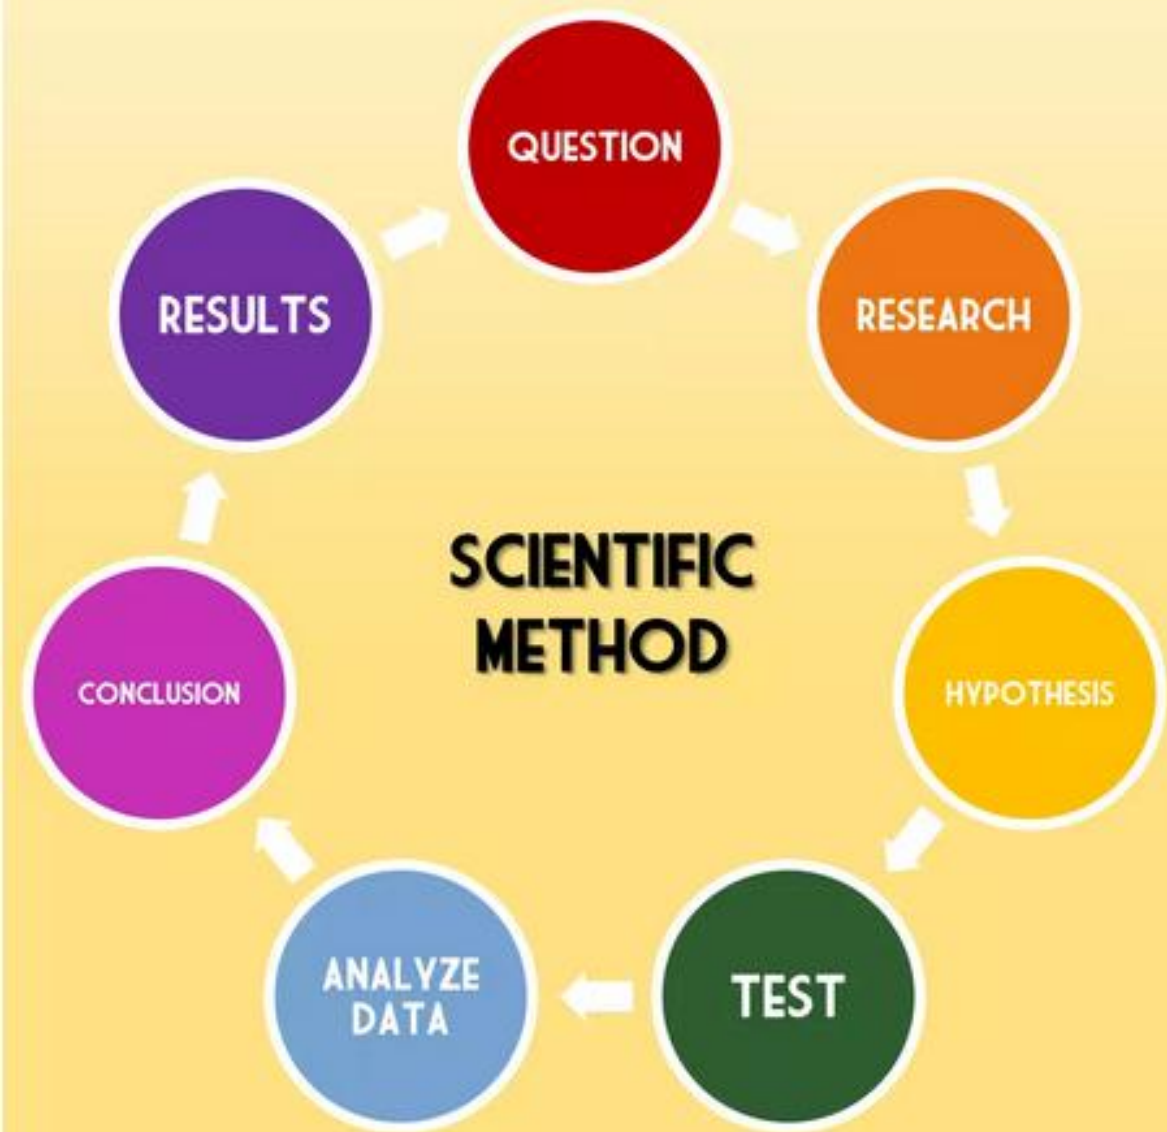 QUESTION
RESEARCH
HYPOTHESIS
TEST
ANALYZE
DATA
CONCLUSION
RESULTS
SCIENTIFIC
METHOD